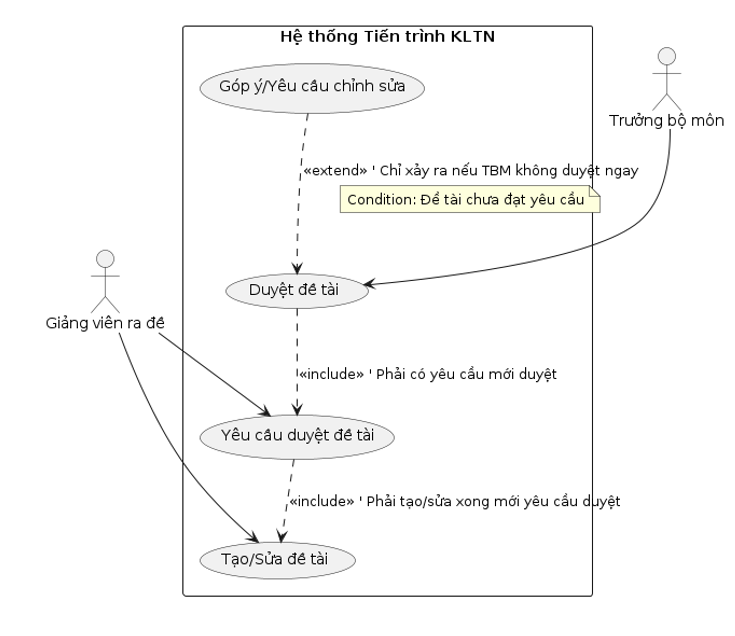 Hệ thống Tiến trình KLTN
Góp ý/Yêu cầu chỉnh sửa
Trưởng bộ môn
«extend» ' Chỉ xảy ra nếu TBM không duyệt ngay
Condition: Đề tài chưa đạt yêu cầu
Duyệt đề tài
Giảng viên ra đề
«include» ' Phải có yêu cầu mới duyệt
Yêu cầu duyệt đề tài
«include» ' Phải tạo/sửa xong mới yêu cầu duyệt
Tạo/Sửa đề tài